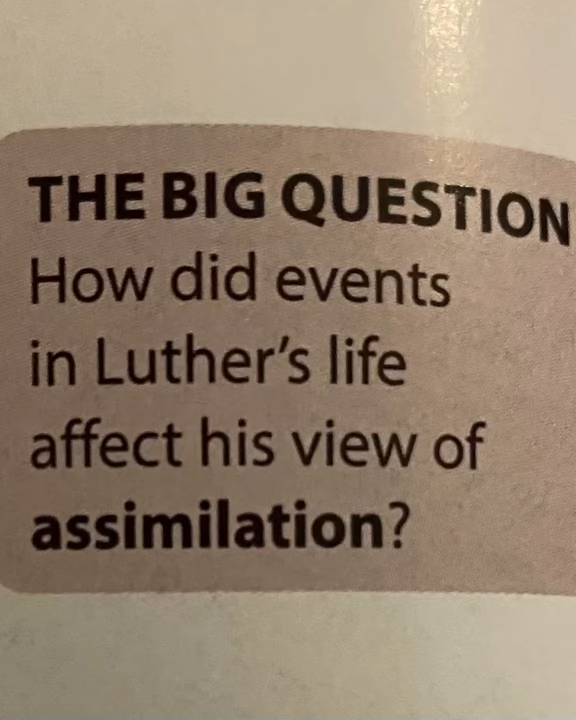 THE BIG QUESTION
How did events
in Luther's life
affect his view of
assimilation?